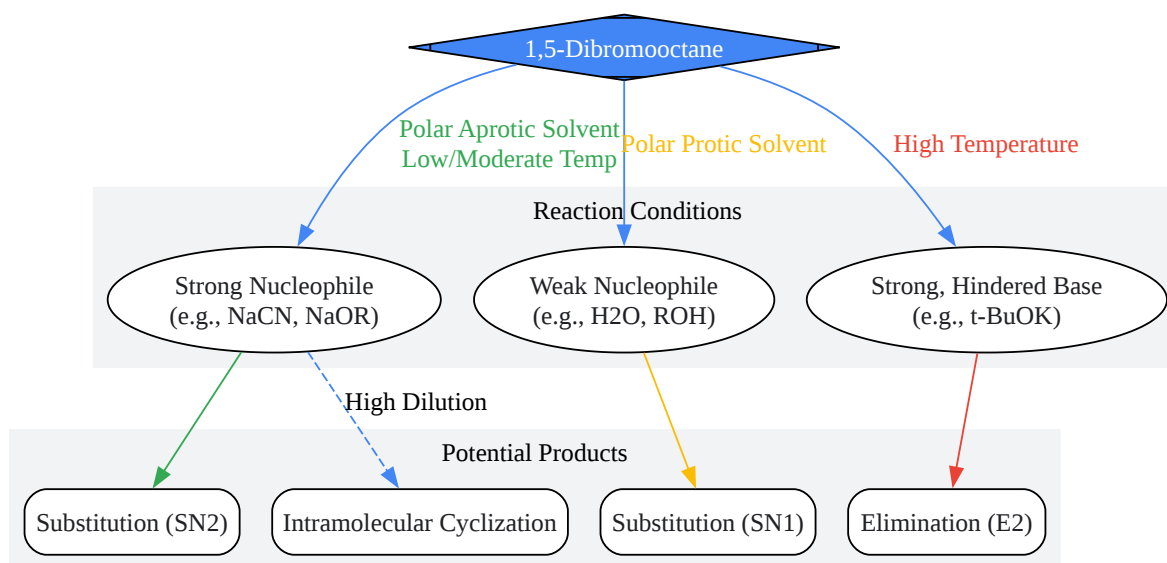 1,5-Dibromooctane
Polar Aprotic Solvent
Low/Moderate Temp
Polar Protic Solvent
High Temperature
Reaction Conditions
Strong Nucleophile
(e.g., NaCN, NaOR)
Weak Nucleophile
(e.g., H2O, ROH)
Strong, Hindered Base
(e.g., t-BuOK)
High Dilution
Potential Products
Substitution (SN2)
Intramolecular Cyclization
Substitution (SN1)
Elimination (E2)